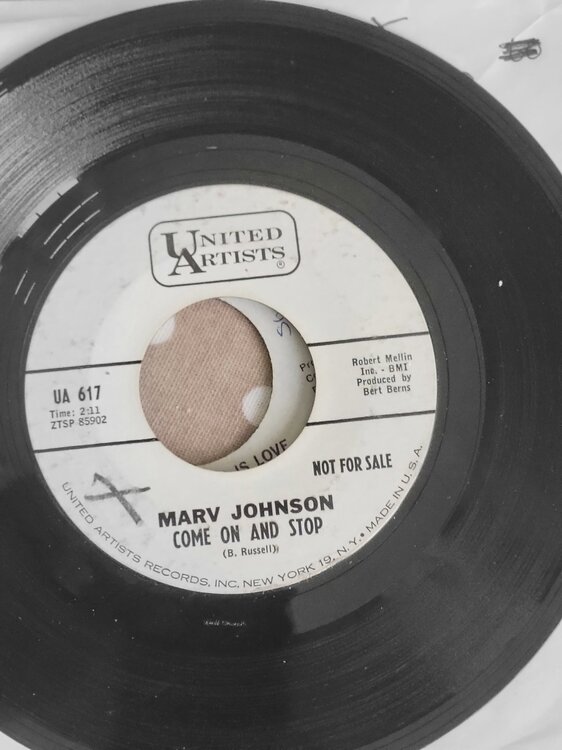 UNITED
ARTISTS®
UA 617
Time: 2:11
ZTSP 85902
Robert Mellin
Inc. - BMI
Produced by
Bert Berns
IS LOVE
NOT FOR SALE
MARV JOHNSON
COME ON AND STOP
(B. Russell)
UNITED ARTISTS RECORDS, INC, NEW YORK 19, N.Y. • MADE IN U.S.A.